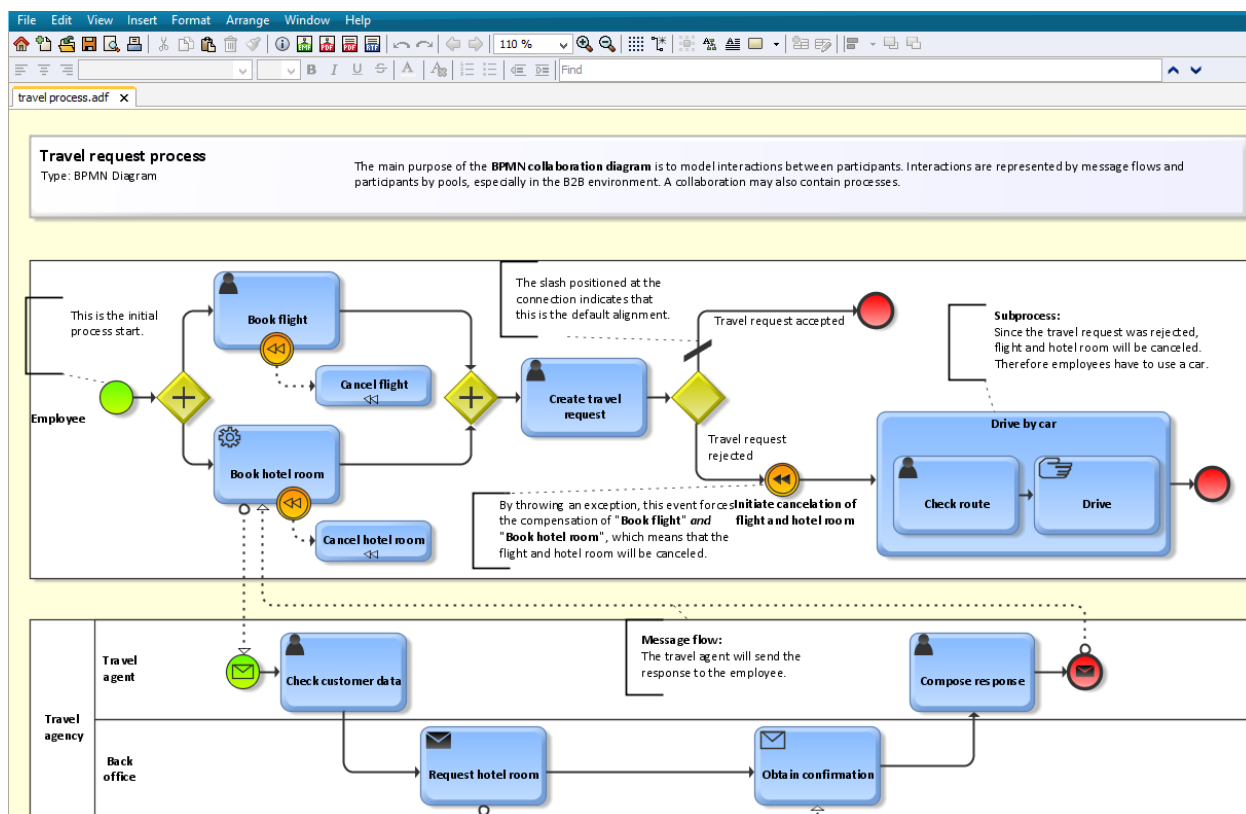 File Edit View Insert Format Arrange Window Help
110 %
Find
travel process.adf
Travel request process
Type: BPMN Diagram
The main purpose of the BPMN collaboration diagram is to model interactions between participants. Interactions are represented by message flows and
participants by pools, especially in the B2B environment. A collaboration may also contain processes.
This is the initial
process start.
Employee
Book flight
Cancel flight
Book hotel room
Cancel hotel room
The slash positioned at the
connection indicates that
this is the default alignment.
Create travel
request
Travel request accepted
Travel request
rejected
By throwing an exception, this event forces
the compensation of "Book flight" and
"Book hotel room", which means that the
flight and hotel room will be canceled.
Initiate cancelation of
flight and hotel room
Subprocess:
Since the travel request was rejected,
flight and hotel room will be canceled.
Therefore employees have to use a car.
Drive by car
Check route
Drive
Travel
agency
Travel
agent
Check customer data
Message flow:
The travel agent will send the
response to the employee.
Compose response
Back
office
Request hotel room
Obtain confirmation